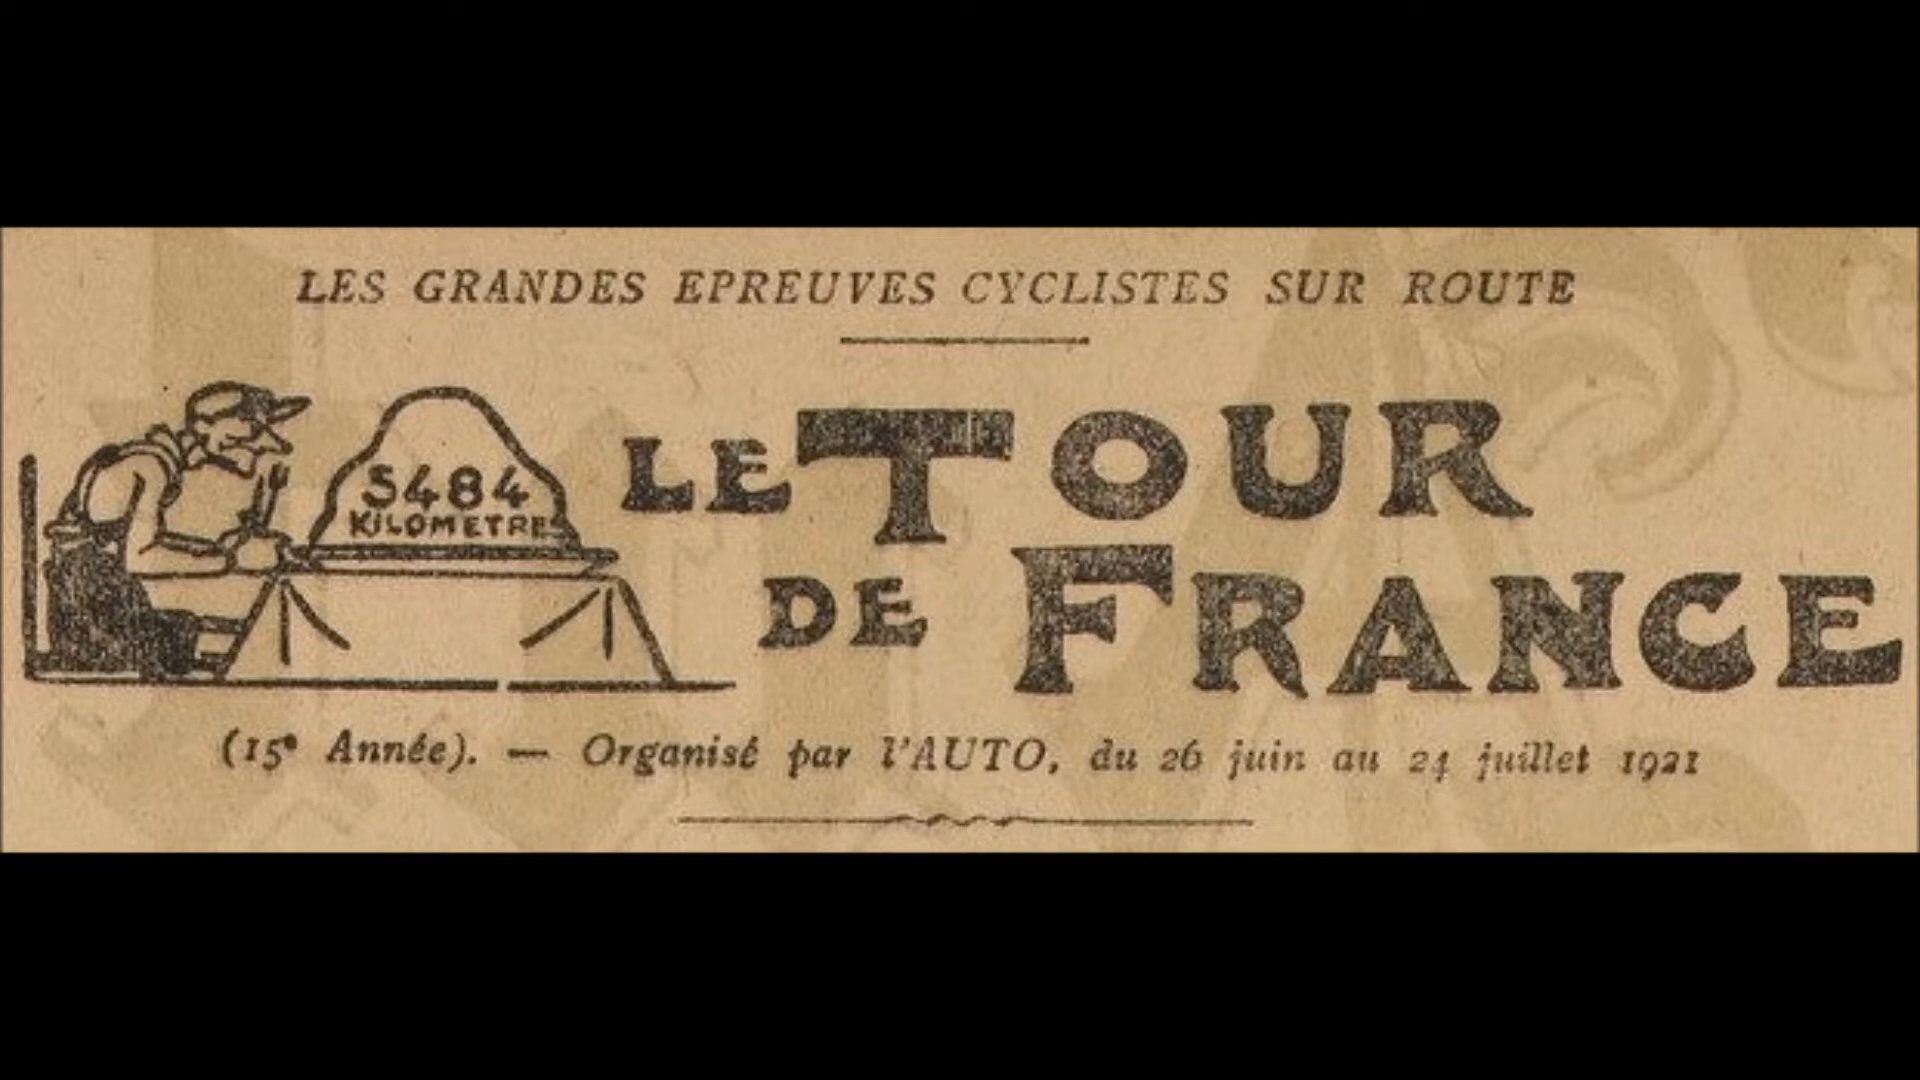 LES GRANDES EPREUVES CYCLISTES SUR ROUTE
5484
KILOMETRES
LE TOUR
DE FRANCE
(15e Année). — Organisé par l'AUTO, du 26 juin au 24 juillet 1921